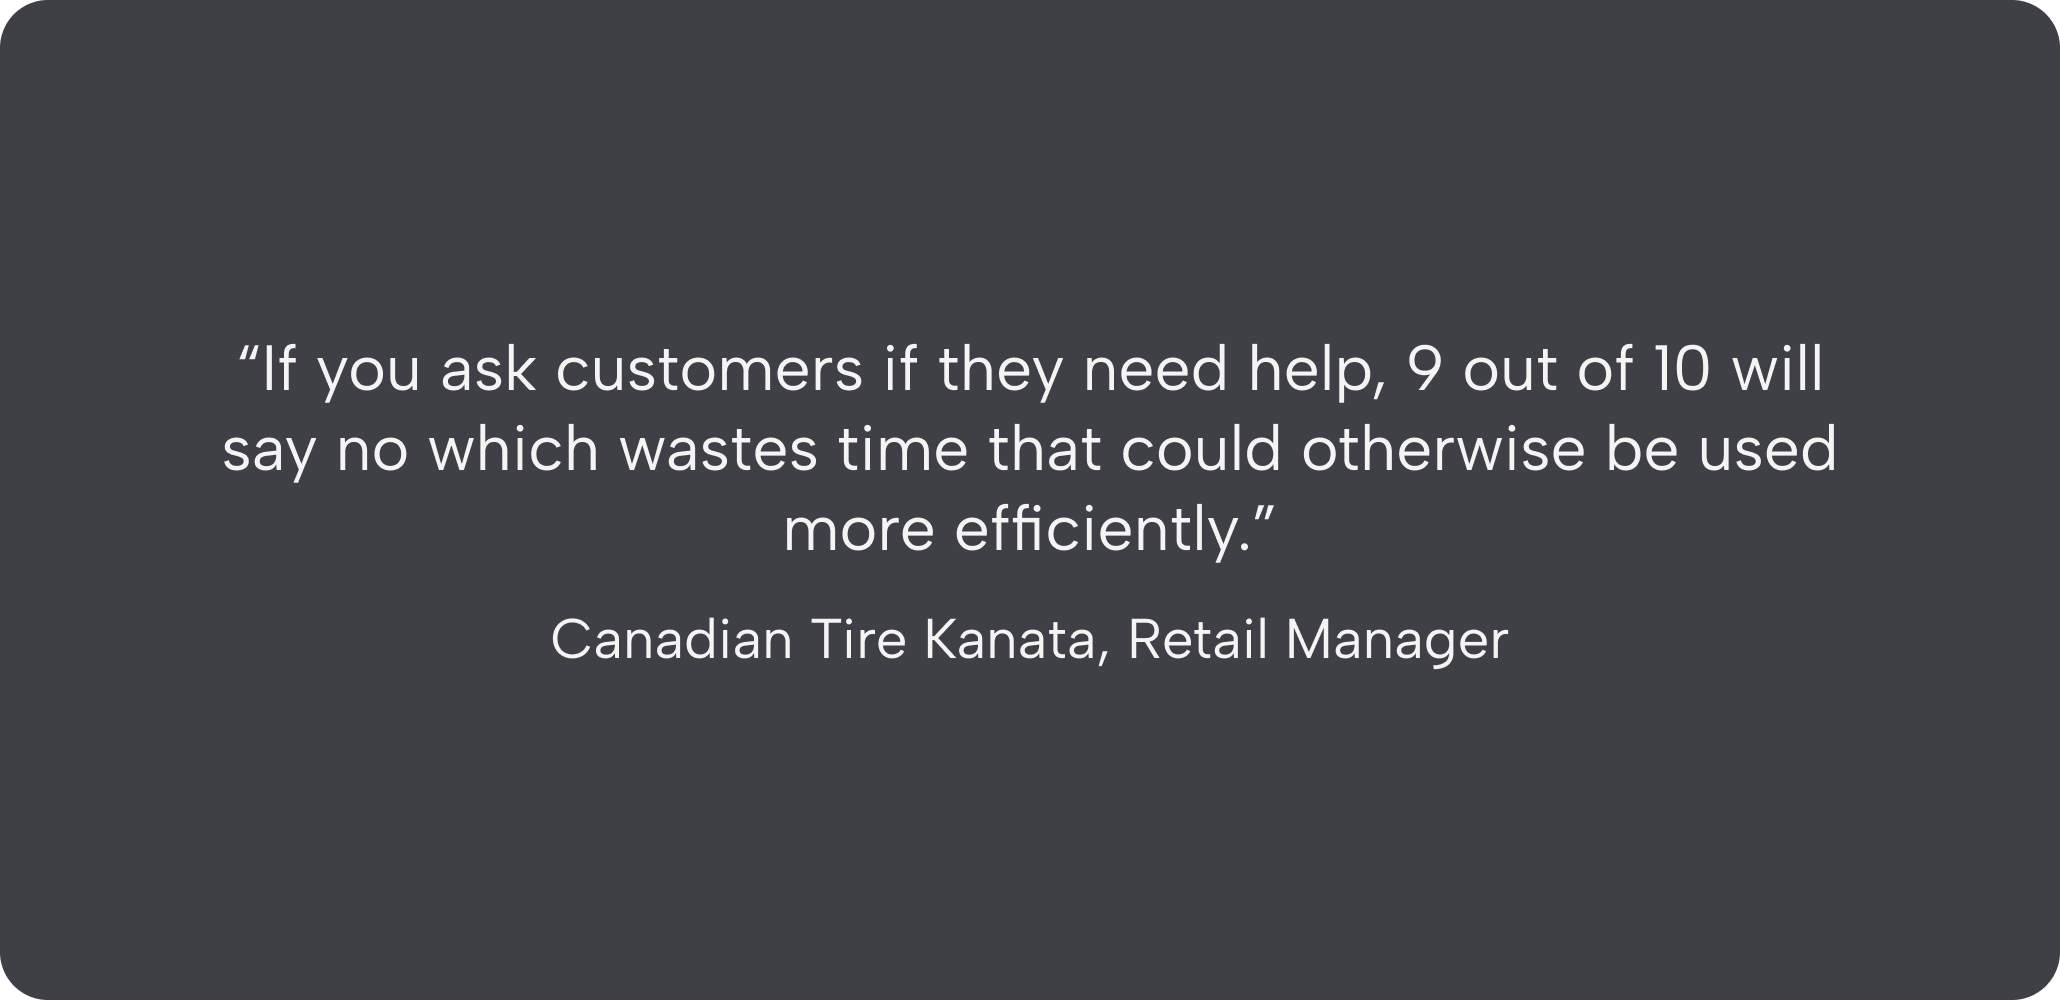 “If you ask customers if they need help, 9 out of 10 will
say no which wastes time that could otherwise be used
more efficiently.”
Canadian Tire Kanata, Retail Manager